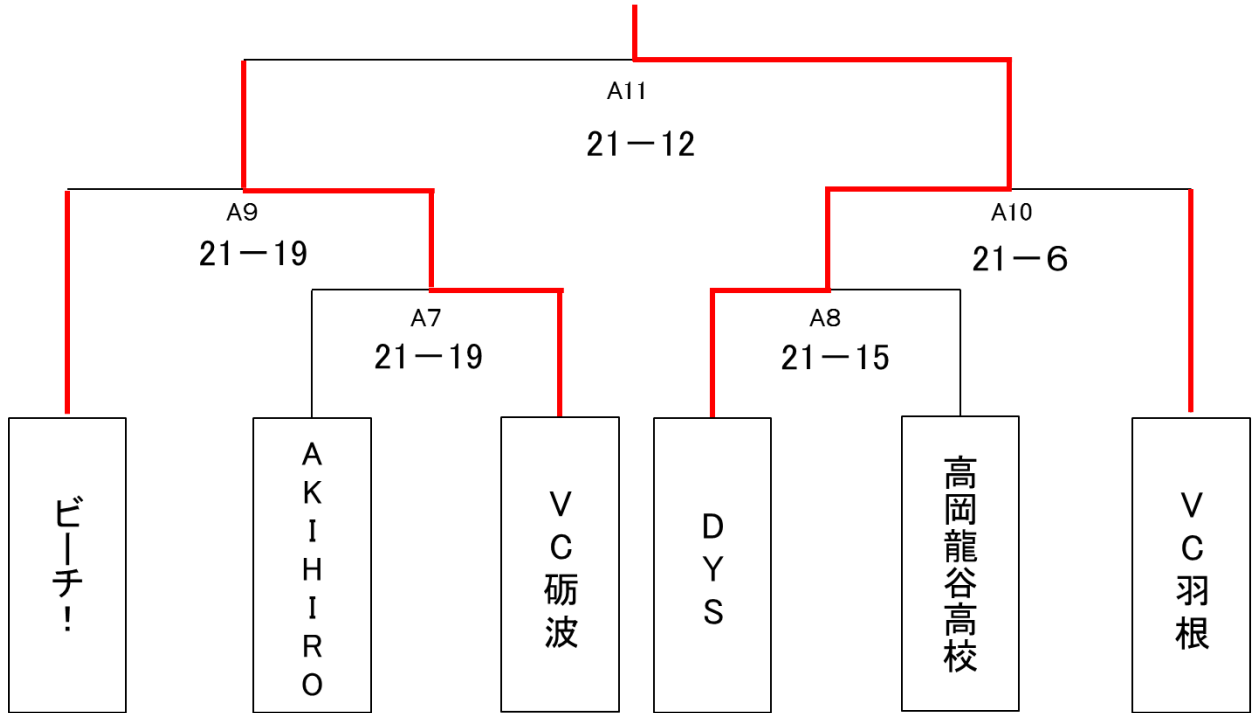 A11
21－12
A9
21－19
A10
21－6
A7
21－19
A8
21－15
ビーチ！
AKIHIRO
VC砺波
DYS
高岡龍谷高校
VC羽根